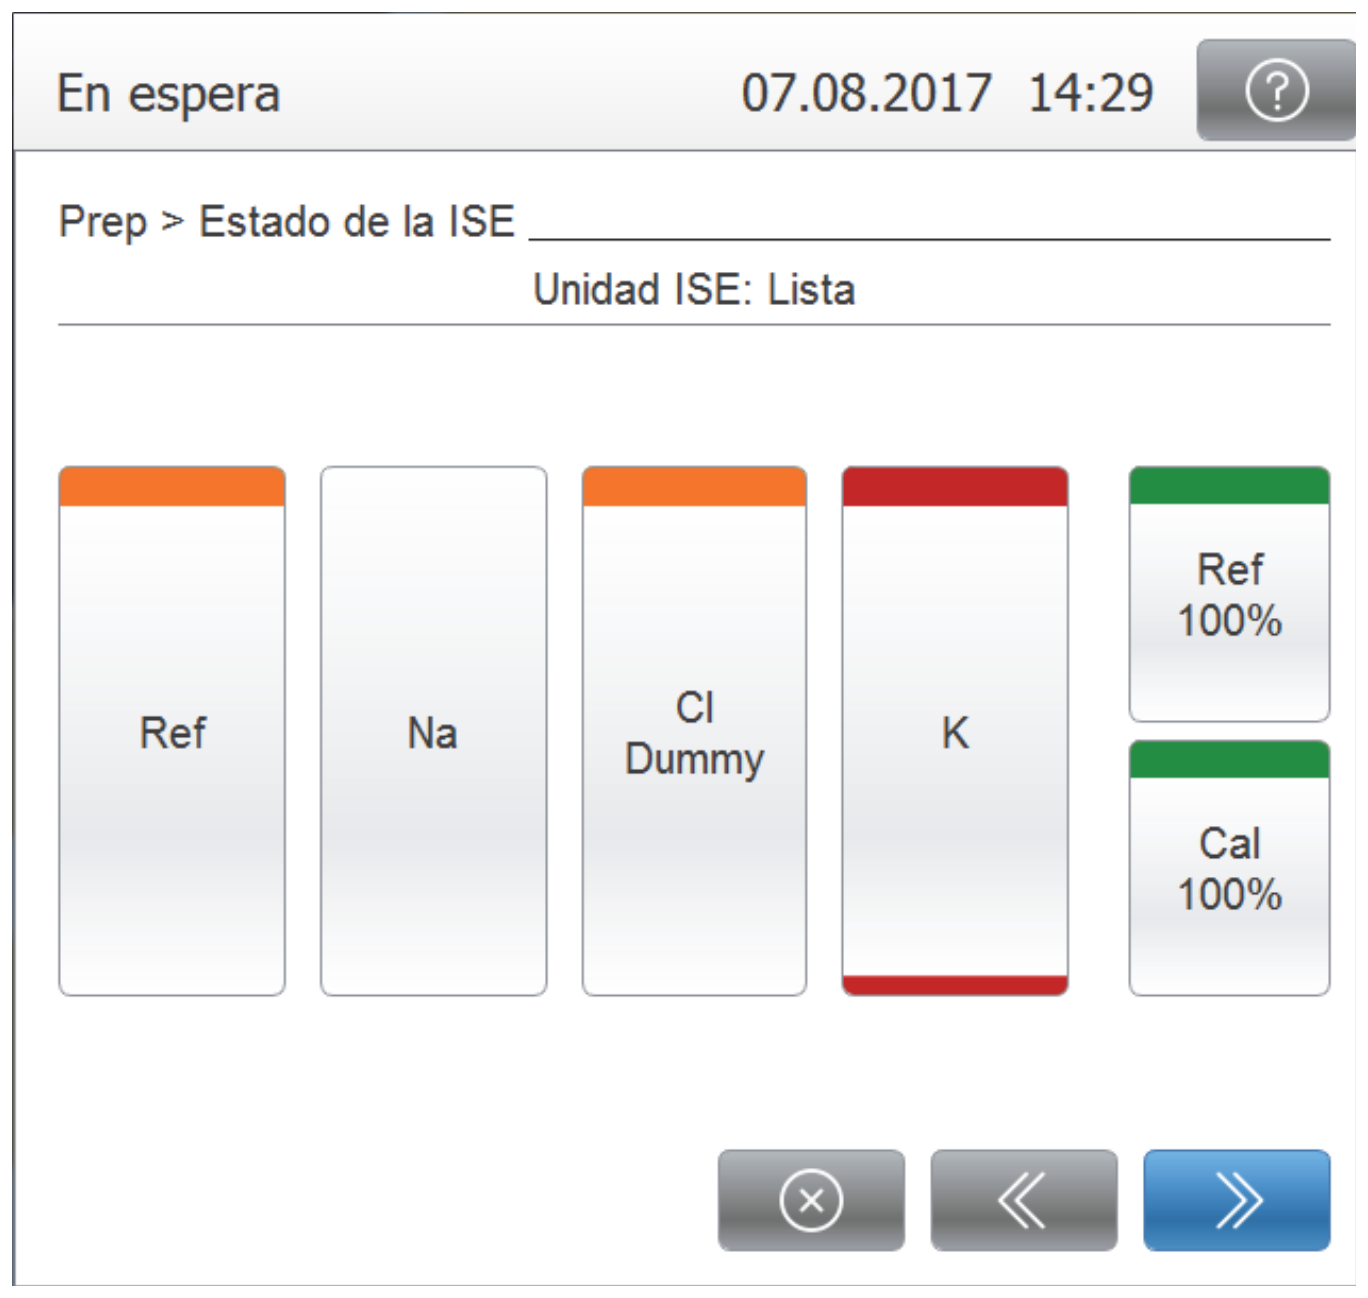 En espera
07.08.2017 14:29
Prep > Estado de la ISE
Unidad ISE: Lista
Ref
Na
Cl
Dummy
K
Ref
100%
Cal
100%